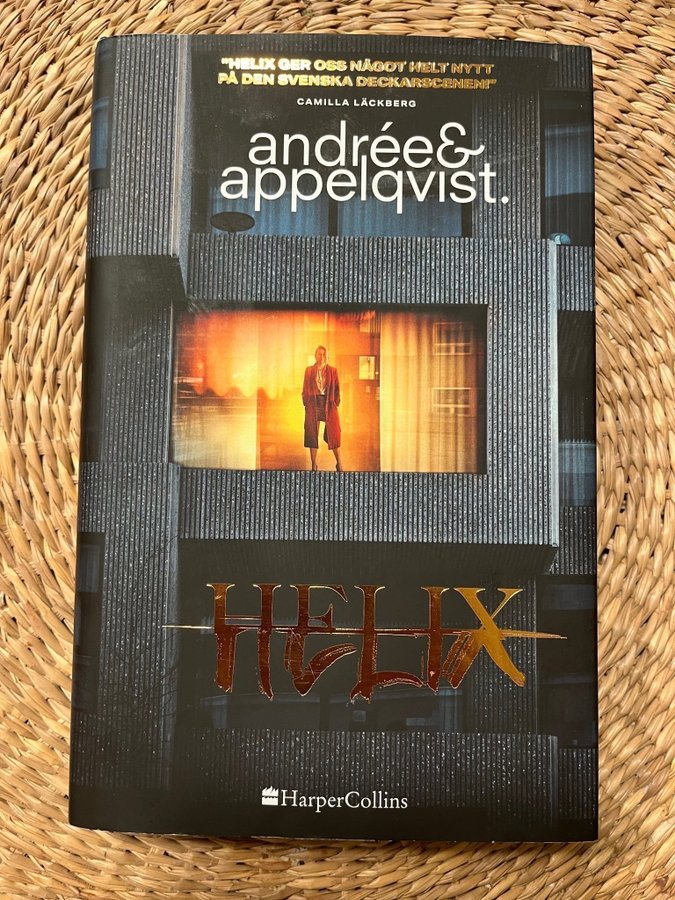 "HELIX GER OSS NÅGOT HELT NYTT
PÅ DEN SVENSKA DECKARSCENEN!"
CAMILLA LÄCKBERG
andrée&
appelqvist.
HELIX
HarperCollins